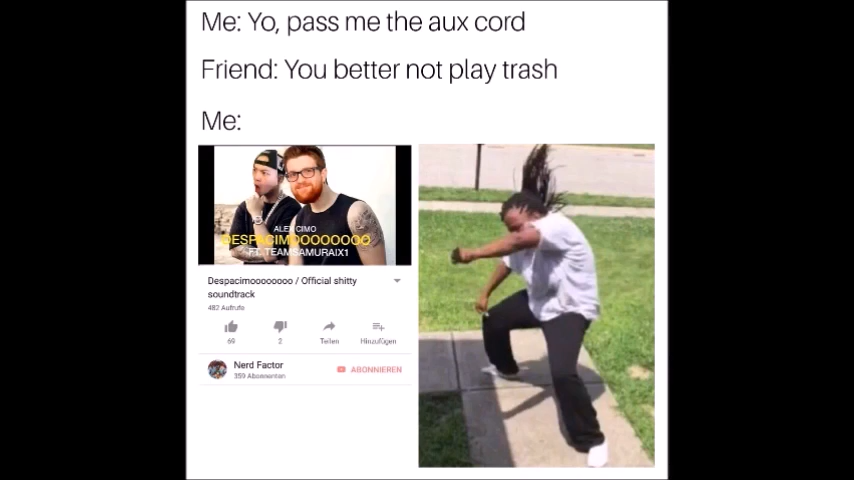 Me: Yo, pass me the aux cord
Friend: You better not play trash
Me:
ALEX CIMO
DESPACIMOOOOOOOO
FT. TEAMSAMURAIX1
Despacimoooooooo / Official shitty
soundtrack
482 Aufrufe
69
2
Teilen
Hinzufügen
Nerd Factor
359 Abonnenten
ABONNIEREN